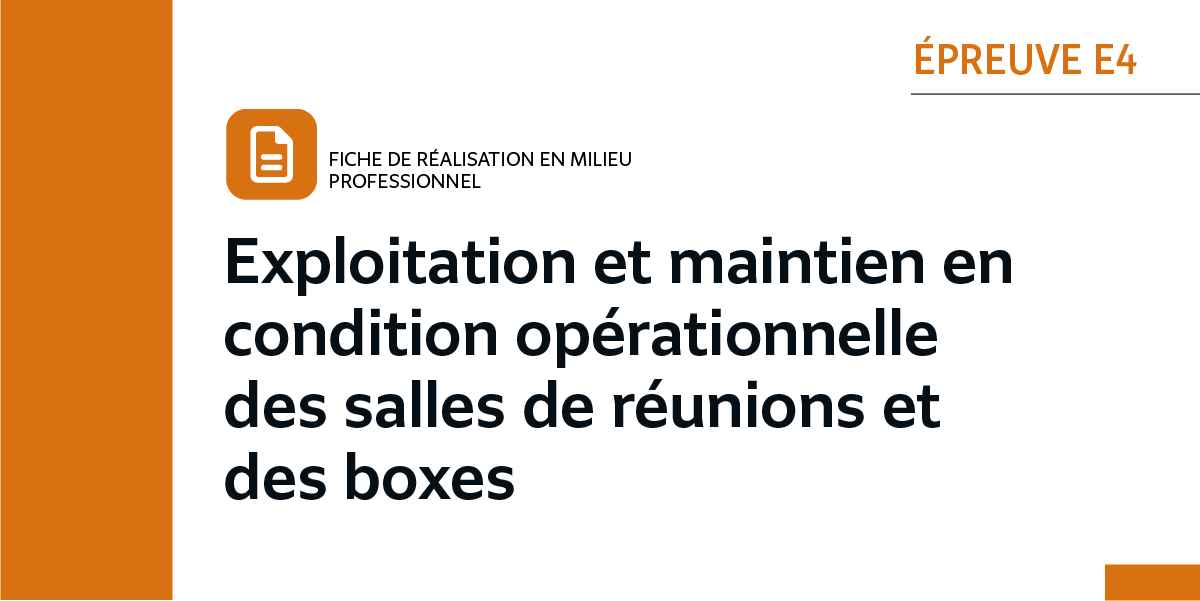 ÉPREUVE E4
FICHE DE RÉALISATION EN MILIEU
PROFESSIONNEL
Exploitation et maintien en
condition opérationnelle
des salles de réunions et
des boxes